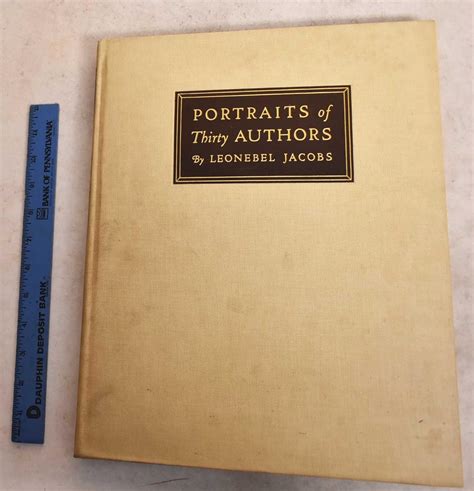 PORTRAITS of
Thirty AUTHORS
By LEONEBEL JACOBS
BANK OF PENNSYLVANIA
DAUPHIN DEPOSIT BANK